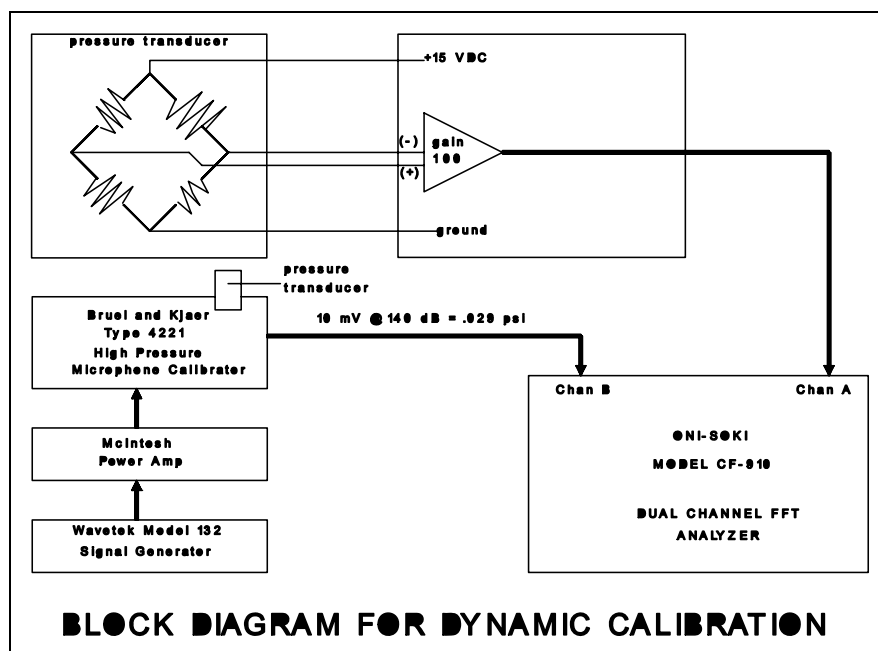 pressure transducer
+15 VDC
(-)
gain
100
(+)
ground
pressure
transducer
Bruel and Kjaer
Type 4221
High Pressure
Microphone Calibrater
10 mV @ 140 dB = .029 psi
Chan B
Chan A
McIntosh
Power Amp
ONI-SOKI
MODEL CF-910
DUAL CHANNEL FFT
ANALYZER
Wavetek Model 132
Signal Generater
BLOCK DIAGRAM FOR DYNAMIC CALIBRATION